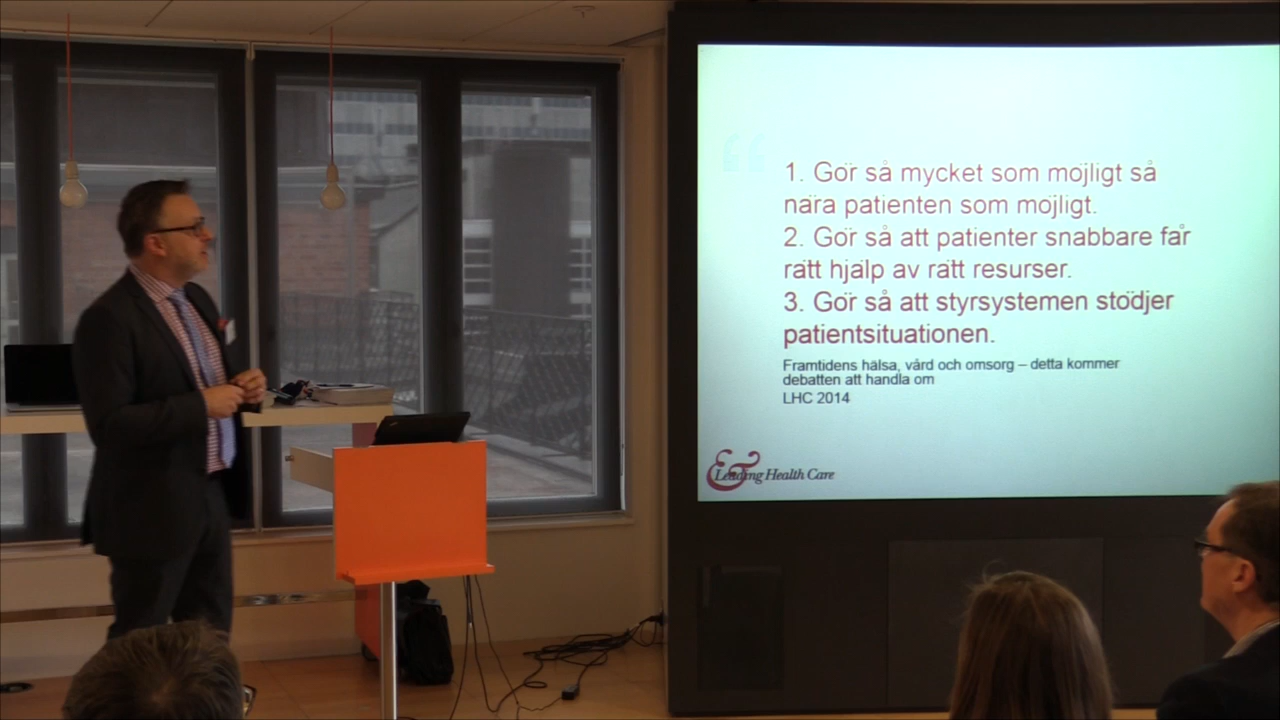 1. Gör så mycket som möjligt så
nära patienten som möjligt.
2. Gör så att patienter snabbare får
rätt hjälp av rätt resurser.
3. Gör så att styrsystemen stödjer
patientsituationen.
Framtidens hälsa, vård och omsorg – detta kommer
debatten att handla om
LHC 2014
& Leading Health Care